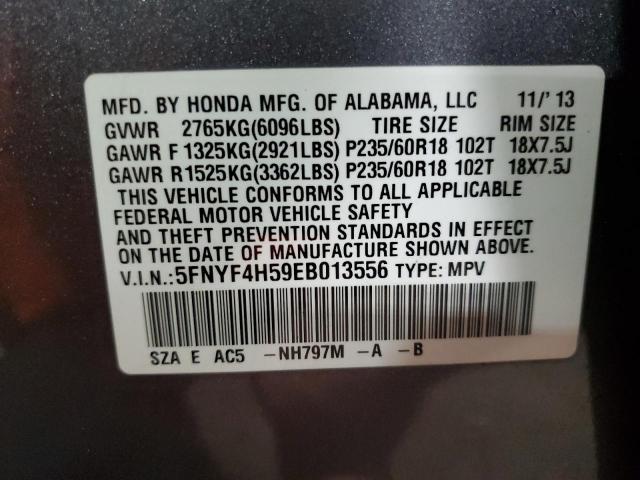 MFD. BY HONDA MFG. OF ALABAMA, LLC 11/' 13
GVWR 2765KG(6096LBS) TIRE SIZE RIM SIZE
GAWR F 1325KG(2921LBS) P235/60R18 102T 18X7.5J
GAWR R1525KG(3362LBS) P235/60R18 102T 18X7.5J
THIS VEHICLE CONFORMS TO ALL APPLICABLE
FEDERAL MOTOR VEHICLE SAFETY
AND THEFT PREVENTION STANDARDS IN EFFECT
ON THE DATE OF MANUFACTURE SHOWN ABOVE.
V.I.N.:5FNYF4H59EB013556 TYPE: MPV
SZA E AC5 -NH797M -A -B